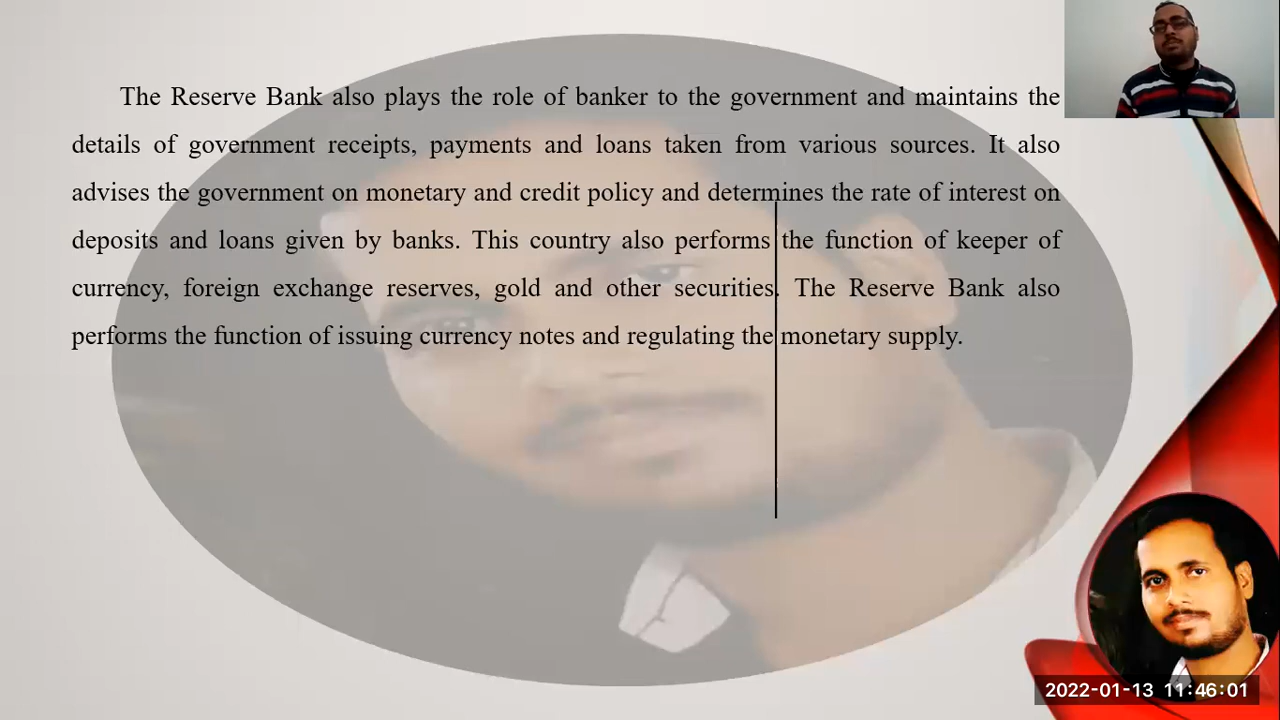 The Reserve Bank also plays the role of banker to the government and maintains the
details of government receipts, payments and loans taken from various sources. It also
advises the government on monetary and credit policy and determines the rate of interest on
deposits and loans given by banks. This country also performs the function of keeper of
currency, foreign exchange reserves, gold and other securities. The Reserve Bank also
performs the function of issuing currency notes and regulating the monetary supply.
2022-01-13 11:46:01